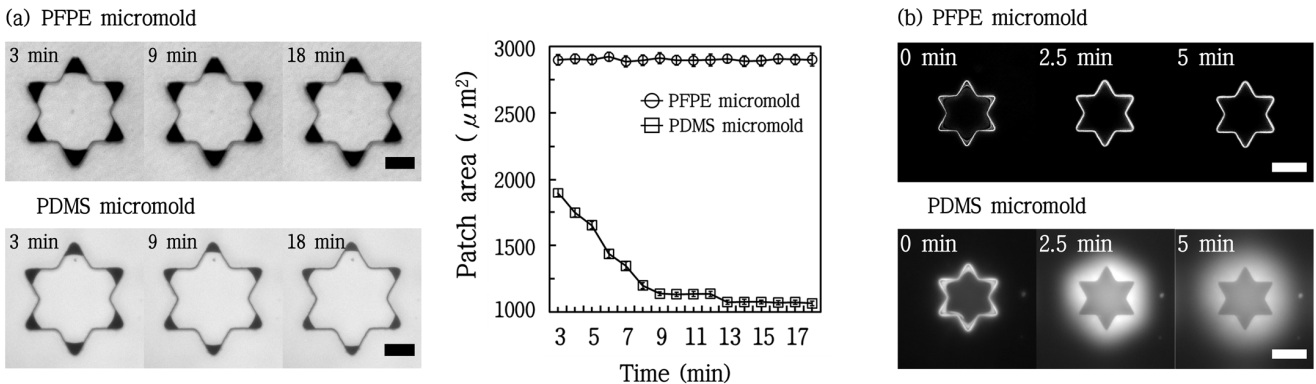 (a) PFPE micromold
3 min 9 min 18 min
PDMS micromold
3 min 9 min 18 min
Patch area (μm²)
3000
2500
2000
1500
1000
PFPE micromold
PDMS micromold
3 5 7 9 11 13 15 17
Time (min)
(b) PFPE micromold
0 min 2.5 min 5 min
PDMS micromold
0 min 2.5 min 5 min